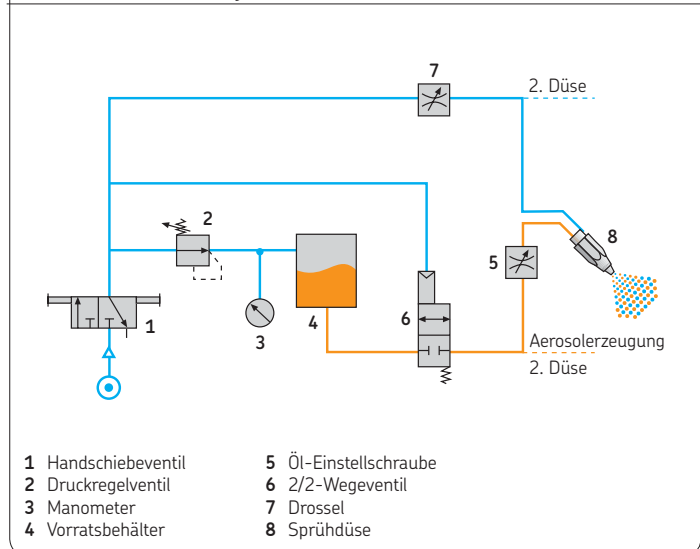 7
2. Düse
2
8
5
1
3
4
6
Aerosolerzeugung
2. Düse
1 Handschiebeventil
2 Druckregelventil
3 Manometer
4 Vorratsbehälter
5 Öl-Einstellschraube
6 2/2-Wegeventil
7 Drossel
8 Sprühdüse